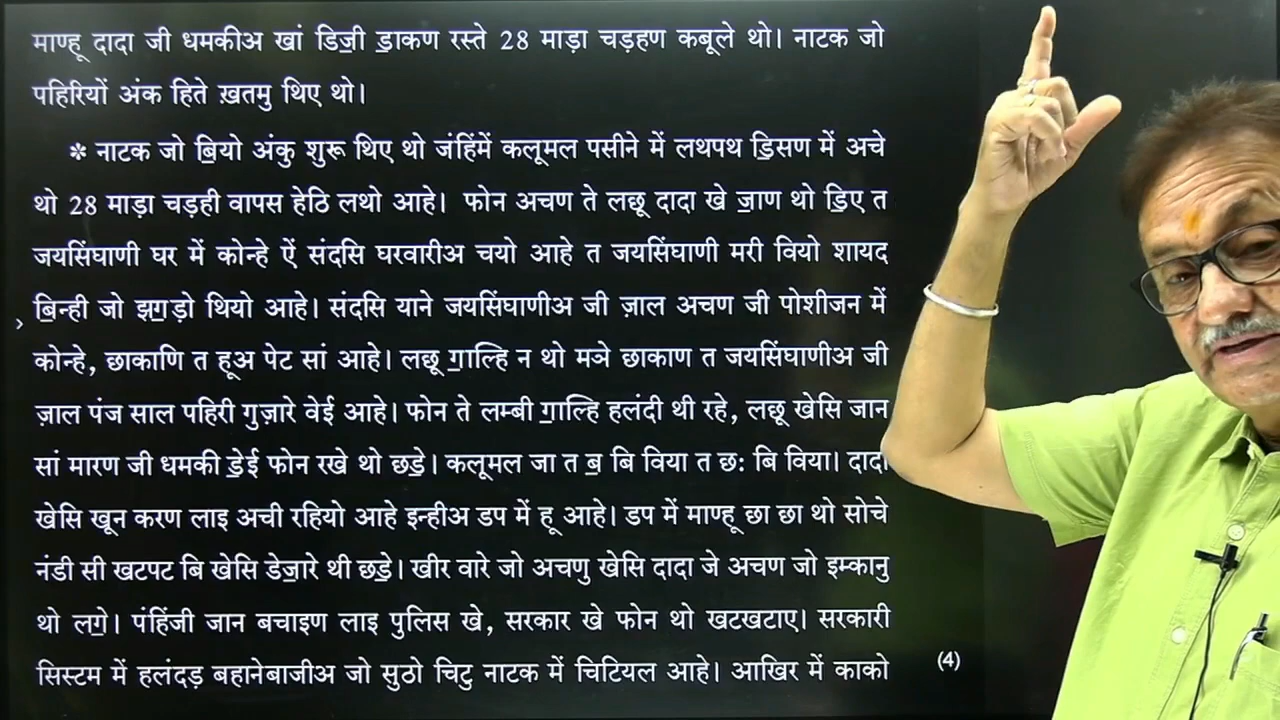 माण्हू दादा जी धमकीअ खां डि॒जी॒ डा॒कण रस्ते 28 माड़ा चड़हण कबूले थो। नाटक जो
पहिरियों अंक हिते ख़तमु थिए थो।
* नाटक जो बि॒यो अंकु शुरू थिए थो जंहिंमें कलूमल पसीने में लथपथ डि॒सण में अचे
थो 28 माड़ा चड़ही वापस हेठि लथो आहे। फोन अचण ते लछू दादा खे जा॒ण थो डि॒ए त
जयसिंघाणी घर में कोन्हे ऐं संदसि घरवारीअ चयो आहे त जयसिंघाणी मरी वियो शायद
बि॒न्ही जो झग॒ड़ो थियो आहे। संदसि याने जयसिंघाणीअ जी ज़ाल अचण जी पोशीजन में
कोन्हे, छाकाणि त हूअ पेट सां आहे। लछू गा॒ल्हि न थो मञे छाकाण त जयसिंघाणीअ जी
ज़ाल पंज साल पहिरी गुज़ारे वेई आहे। फोन ते लम्बी गा॒ल्हि हलंदी थी रहे, लछू खेसि जान
सां मारण जी धमकी डे॒ई फोन रखे थो छडे॒। कलूमल जा त ब॒ बि विया त छः बि विया। दादा
खेसि खून करण लाइ अची रहियो आहे इन्हीअ डप में हू आहे। डप में माण्हू छा छा थो सोचे
नंडी सी खटपट बि खेसि डेजा॒रे थी छडे॒। खीर वारे जो अचणु खेसि दादा जे अचण जो इम्कानु
थो लगे॒। पंहिंजी जान बचाइण लाइ पुलिस खे, सरकार खे फोन थो खटखटाए। सरकारी
सिस्टम में हलंदड़ बहानेबाजीअ जो सुठो चिटु नाटक में चिटियल आहे। आखिर में काको
(4)